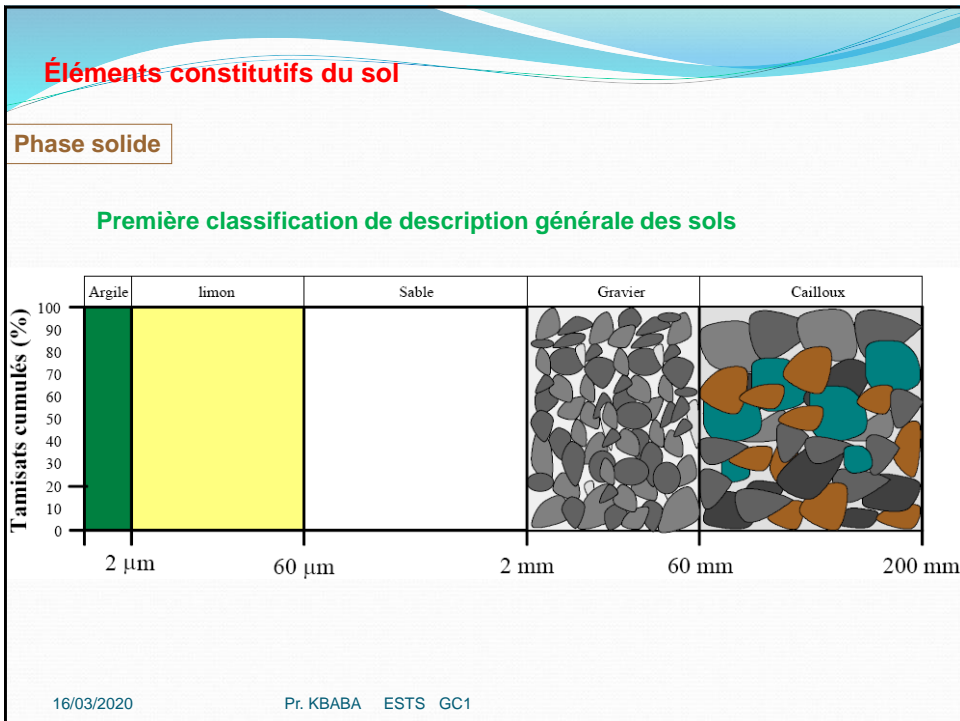 Éléments constitutifs du sol
Phase solide
Première classification de description générale des sols
Argile limon Sable Gravier Cailloux
Tamisats cumulés (%)
100
90
80
70
60
50
40
30
20
10
0
2 µm 60 µm 2 mm 60 mm 200 mm
16/03/2020 Pr. KBABA ESTS GC1